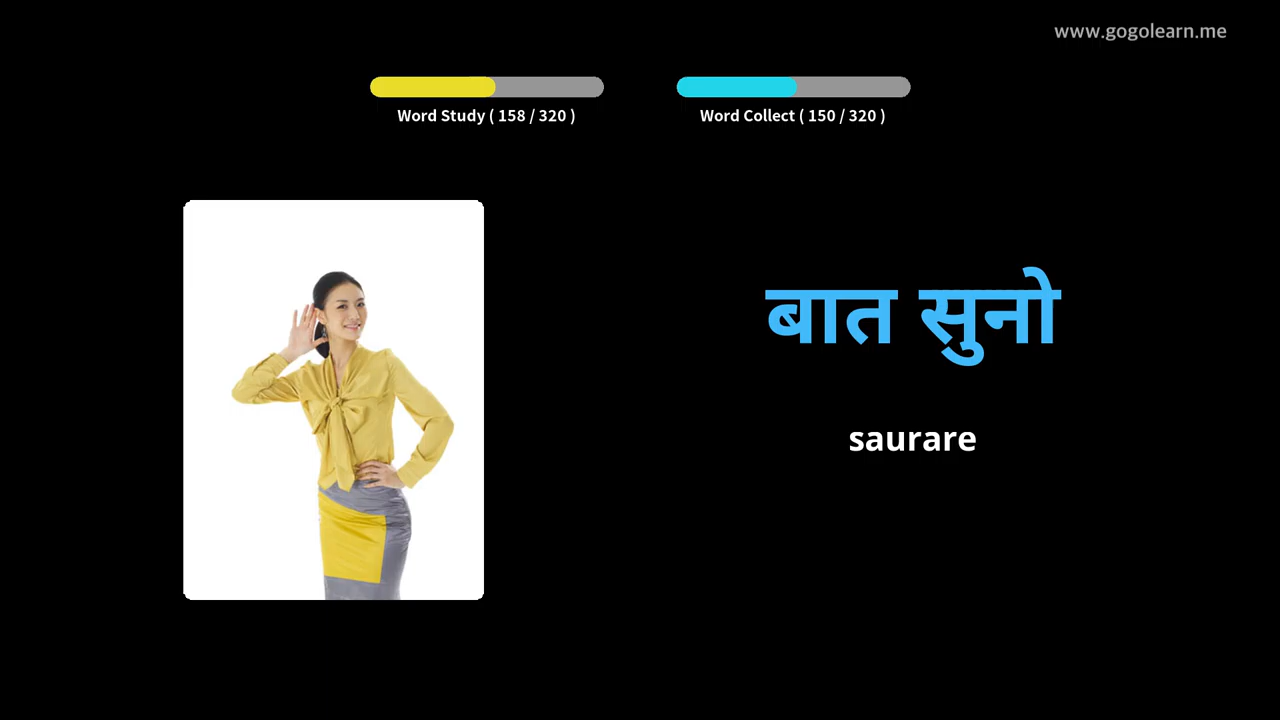 www.gogolearn.me
Word Study ( 158 / 320 )
Word Collect ( 150 / 320 )
बात सुनो
saurare